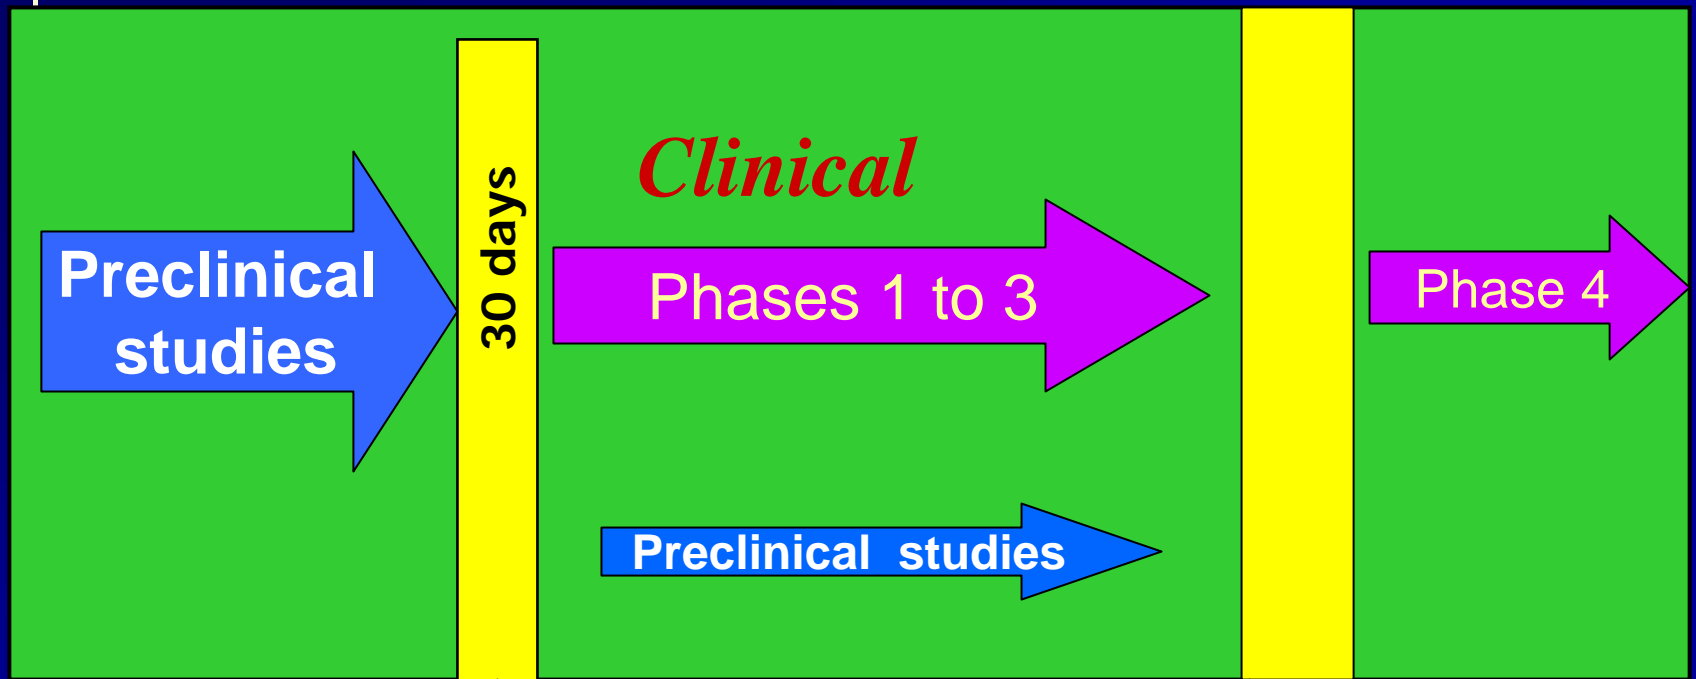 Preclinical
studies
30 days
Clinical
Phases 1 to 3
Preclinical studies
Phase 4